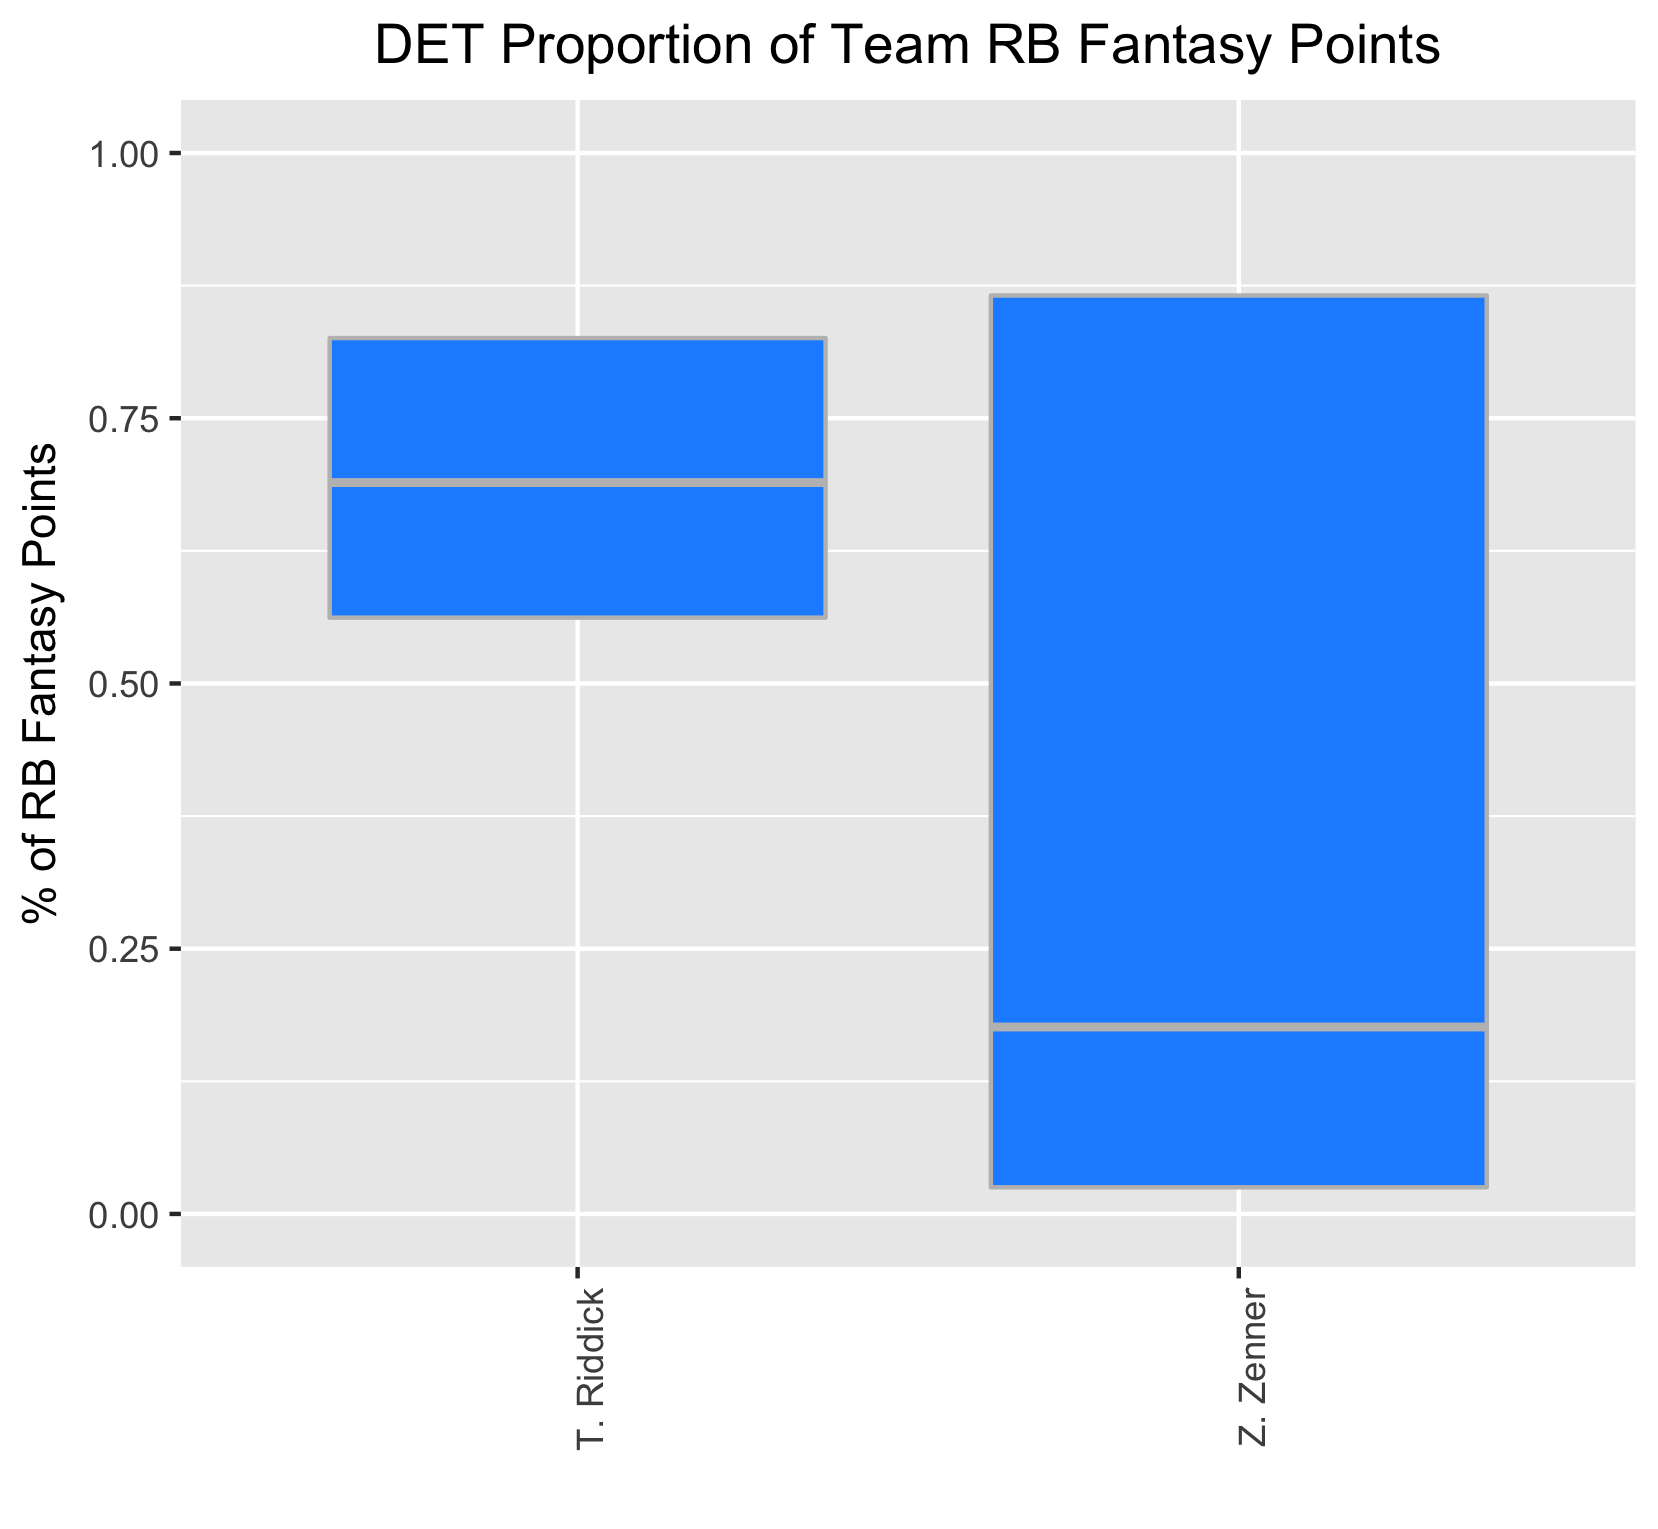 DET Proportion of Team RB Fantasy Points
% of RB Fantasy Points
1.00
0.75
0.50
0.25
0.00
T. Riddick
Z. Zenner